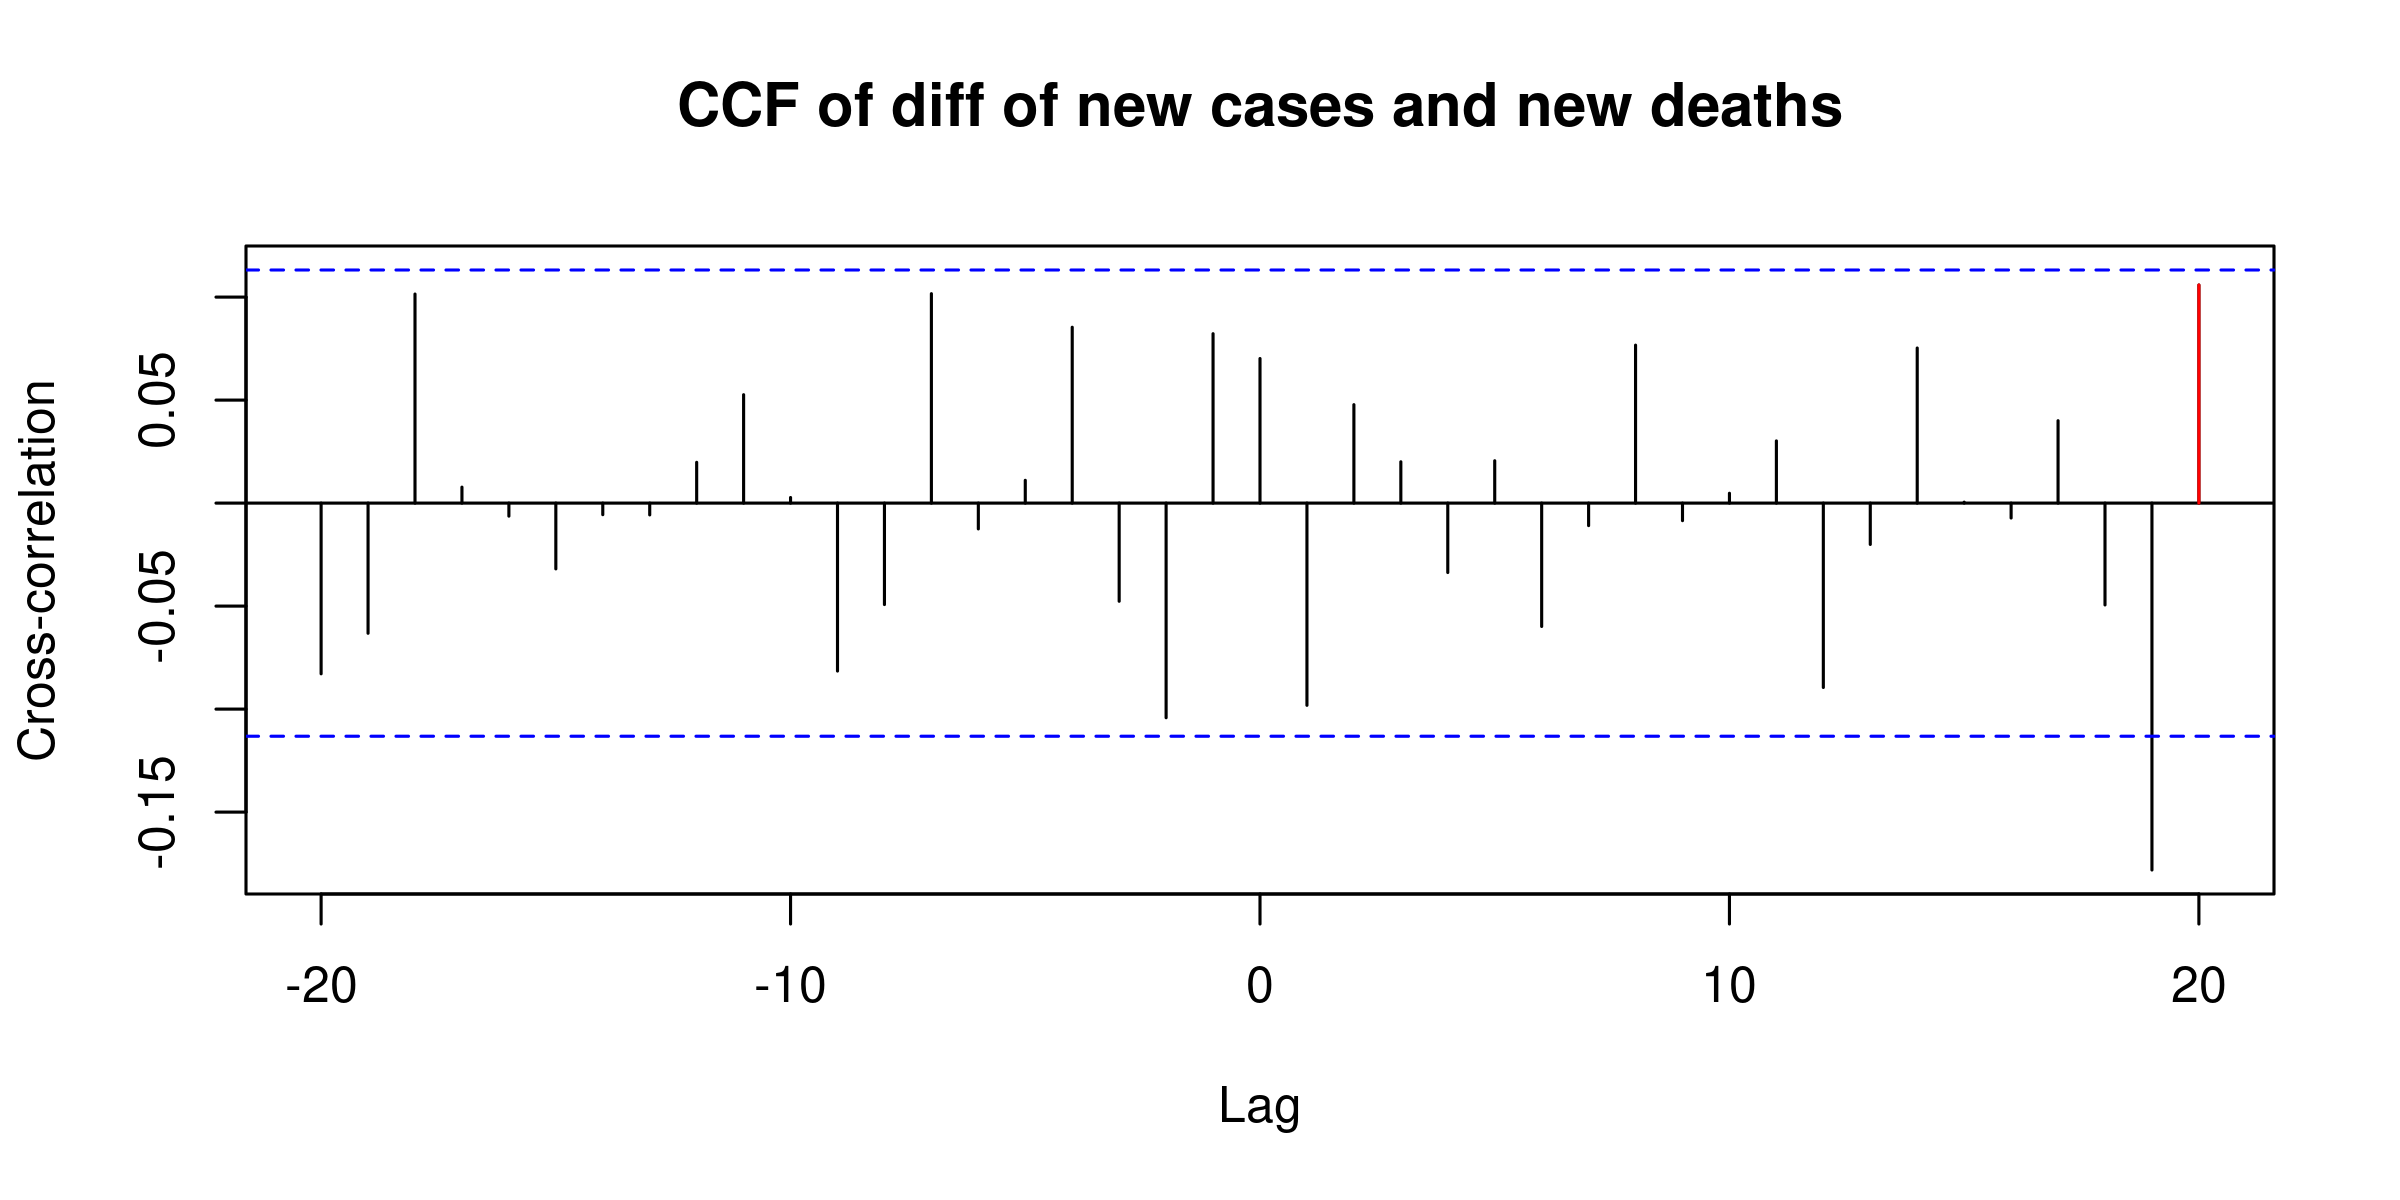 CCF of diff of new cases and new deaths
Cross-correlation
0.05
-0.05
-0.15
-20 -10 0 10 20
Lag